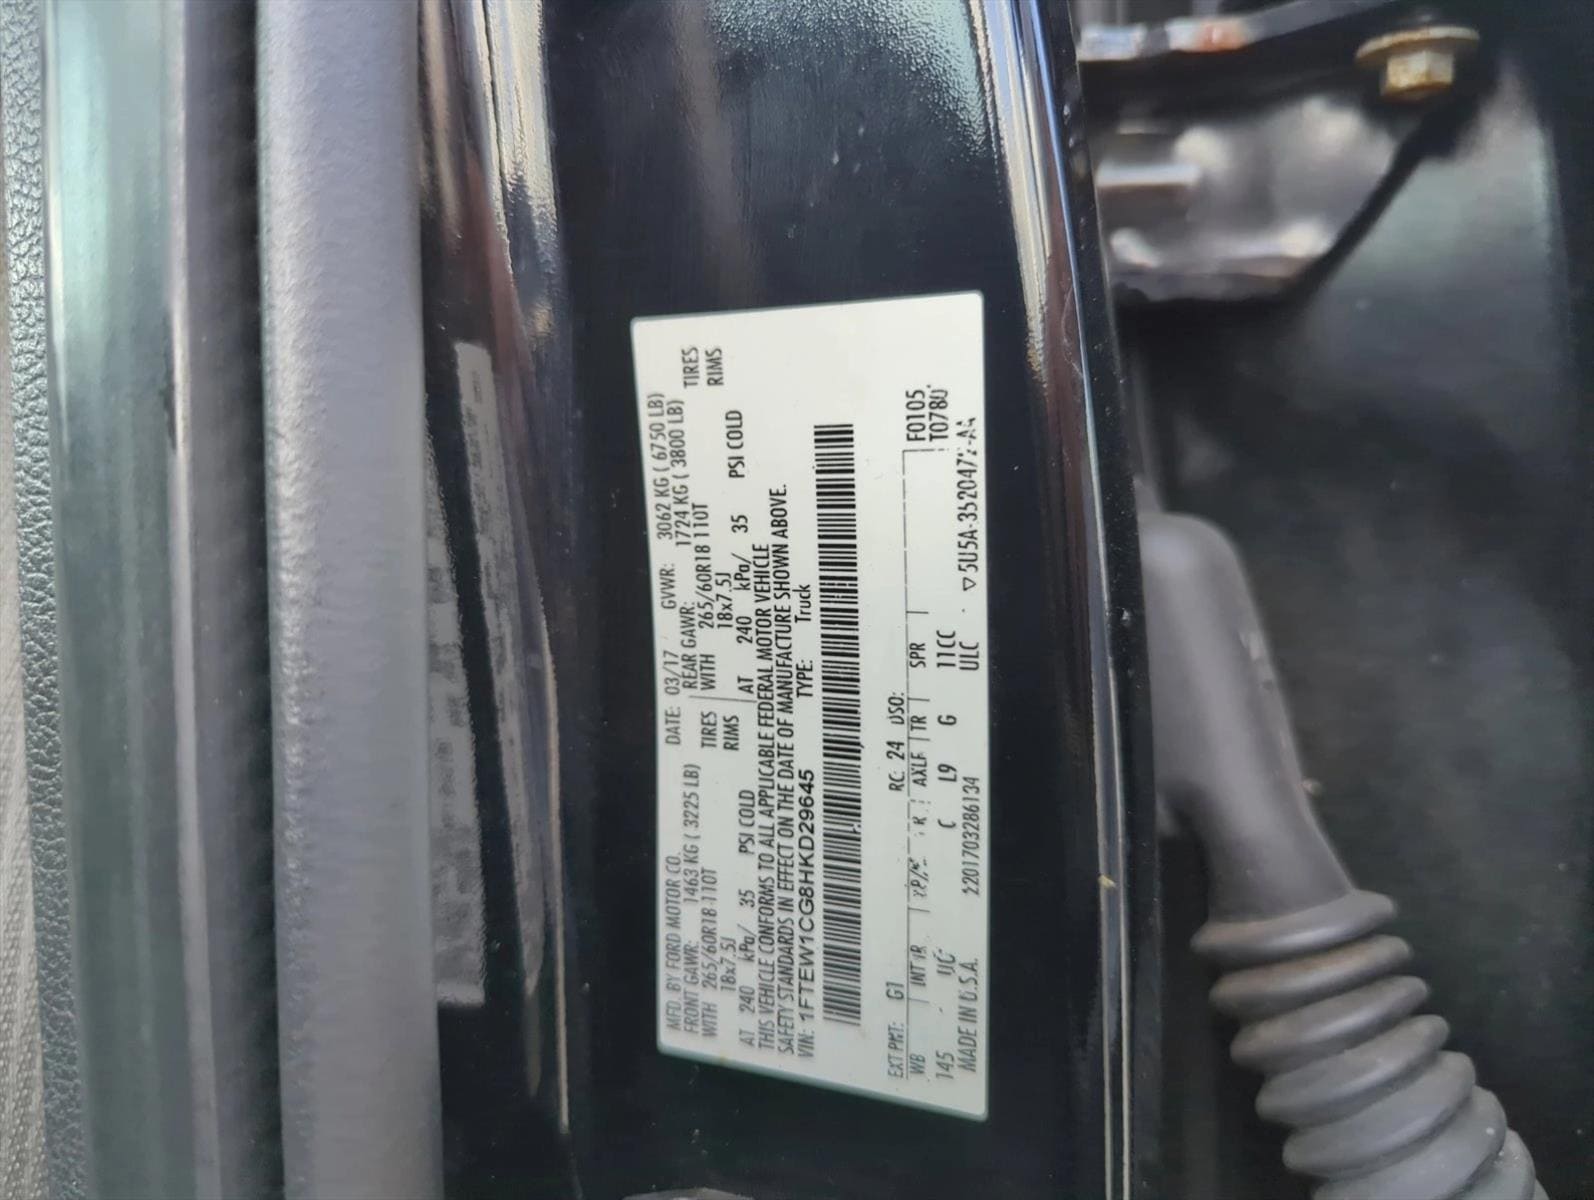 MFD. BY FORD MOTOR CO. DATE: 03/17 GVWR: 3062 KG ( 6750 LB)
FRONT GAWR: 1463 KG ( 3225 LB) REAR GAWR: 1724 KG ( 3800 LB)
WITH 265/60R18 110T TIRES WITH 265/60R18 110T TIRES
18x7.5J RIMS 18x7.5J RIMS
AT 240 kPa/ 35 PSI COLD AT 240 kPa/ 35 PSI COLD
THIS VEHICLE CONFORMS TO ALL APPLICABLE FEDERAL MOTOR VEHICLE
SAFETY STANDARDS IN EFFECT ON THE DATE OF MANUFACTURE SHOWN ABOVE.
VIN: 1FTEW1CG8HKD29645 TYPE: Truck
EXT PNT: G1 RC: 24 DSO: F0105
WB INT TR AXLE TR SPR T0780
145 UC C L9 G 11CC
MADE IN U.S.A. 2201703286134 ULC